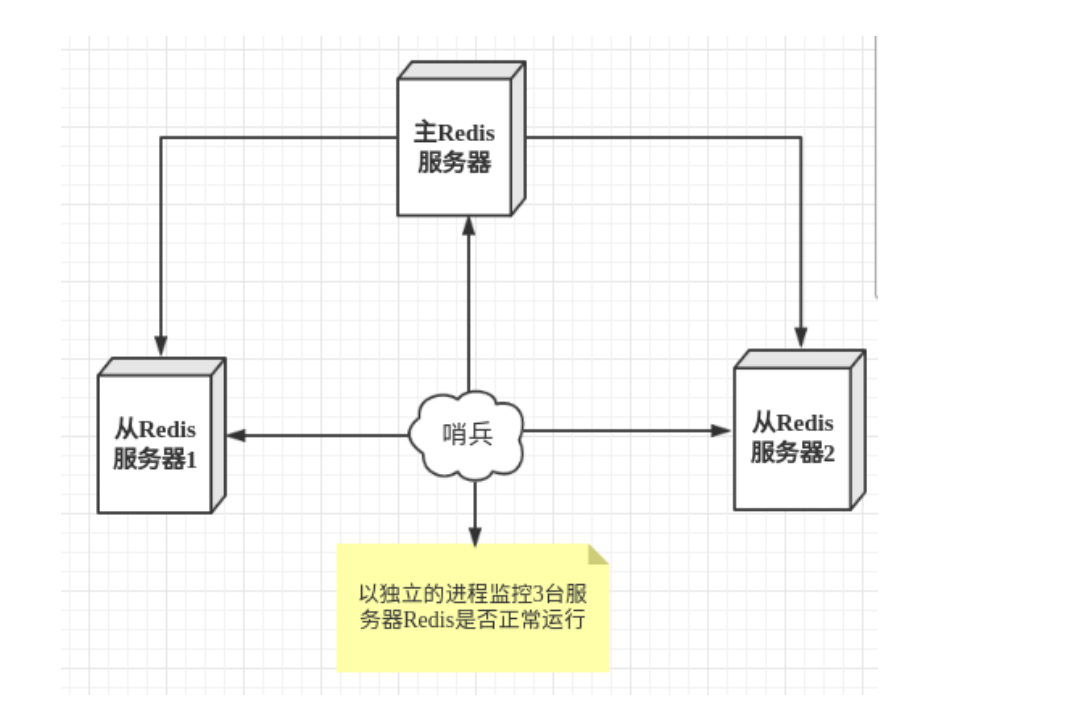 主Redis
服务器
从Redis
服务器1
哨兵
从Redis
服务器2
以独立的进程监控3台服
务器Redis是否正常运行